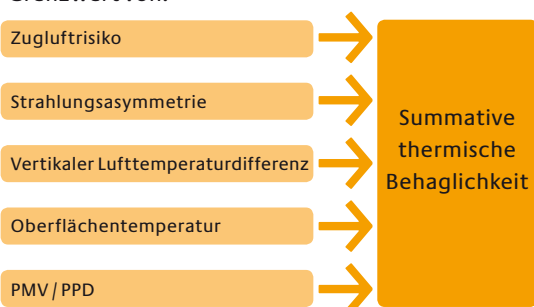 Grenzwert von:
Zugluftrisiko
Strahlungsasymmetrie
Vertikaler Lufttemperaturdifferenz
Oberflächentemperatur
PMV / PPD
Summative
thermische
Behaglichkeit